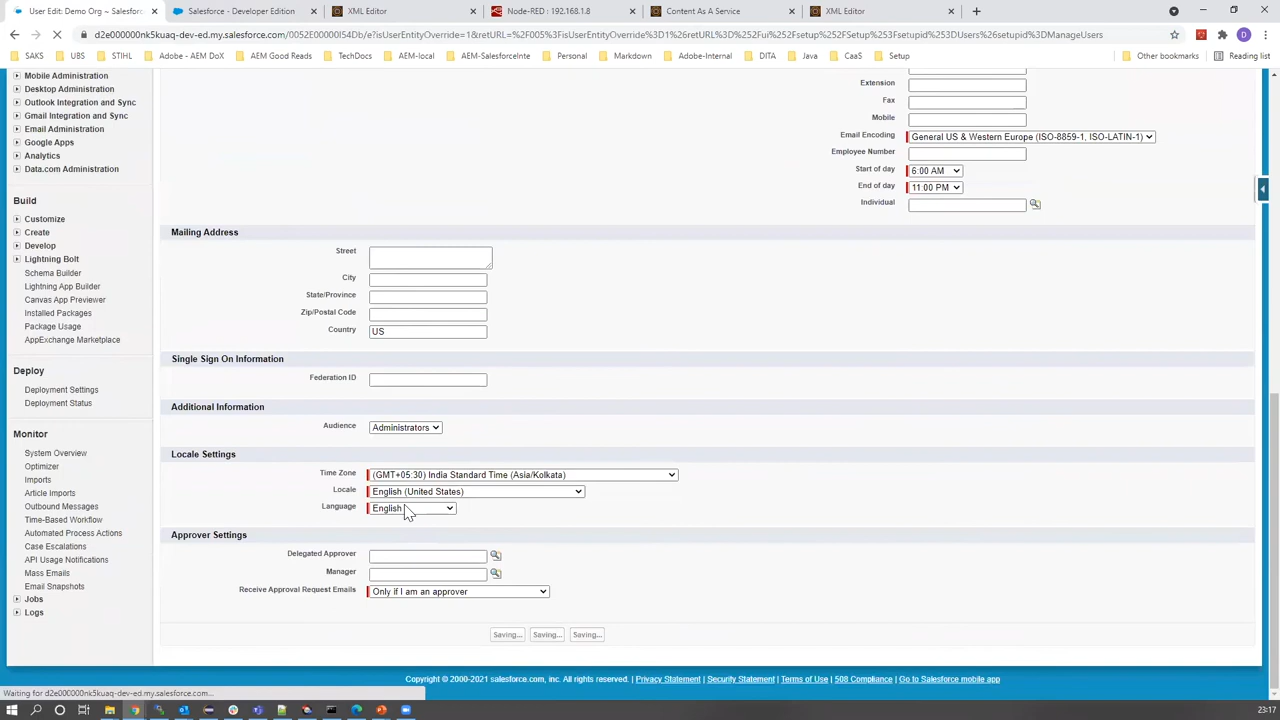 User Edit: Demo Org ~ Salesforc
Salesforce - Developer Edition
XML Editor
Node-RED : 192.168.1.8
Content As A Service
XML Editor
d2e000000nk5kuaq-dev-ed.my.salesforce.com/0052E00000I54Db/e?isUserEntityOverride=1&retURL=%2F005%3FisUserEntityOverride%3D1%26retURL%3D%252Fui%252Fsetup%252FSetup%253Fsetupid%253DUsers%26setupid%3DManageUsers
D
SAKS
UBS
STIHL
Adobe - AEM DoX
AEM Good Reads
TechDocs
AEM-local
AEM-SalesforceInte
Personal
Markdown
Adobe-Internal
DITA
Java
CaaS
Setup
Other bookmarks
Reading list
Mobile Administration
Desktop Administration
Outlook Integration and Sync
Gmail Integration and Sync
Email Administration
Google Apps
Analytics
Data.com Administration
Build
Customize
Create
Develop
Lightning Bolt
Schema Builder
Lightning App Builder
Canvas App Previewer
Installed Packages
Package Usage
AppExchange Marketplace
Deploy
Deployment Settings
Deployment Status
Monitor
System Overview
Optimizer
Imports
Article Imports
Outbound Messages
Time-Based Workflow
Automated Process Actions
Case Escalations
API Usage Notifications
Mass Emails
Email Snapshots
Jobs
Logs
Extension
Fax
Mobile
Email Encoding General US & Western Europe (ISO-8859-1, ISO-LATIN-1)
Employee Number
Start of day 6:00 AM
End of day 11:00 PM
Individual
Mailing Address
Street
City
State/Province
Zip/Postal Code
Country US
Single Sign On Information
Federation ID
Additional Information
Audience Administrators
Locale Settings
Time Zone (GMT+05:30) India Standard Time (Asia/Kolkata)
Locale English (United States)
Language English
Approver Settings
Delegated Approver
Manager
Receive Approval Request Emails Only if I am an approver
Saving... Saving... Saving...
Copyright © 2000-2021 salesforce.com, inc. All rights reserved. | Privacy Statement | Security Statement | Terms of Use | 508 Compliance | Go to Salesforce mobile app
Waiting for d2e000000nk5kuaq-dev-ed.my.salesforce.com...
23:17